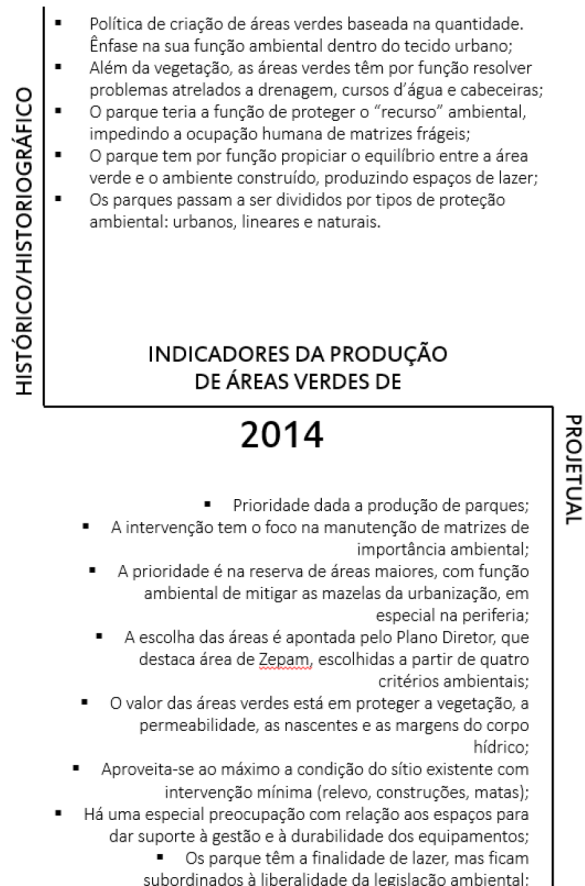 HISTÓRICO/HISTORIOGRÁFICO
▪ Política de criação de áreas verdes baseada na quantidade.
Ênfase na sua função ambiental dentro do tecido urbano;
▪ Além da vegetação, as áreas verdes têm por função resolver
problemas atrelados a drenagem, cursos d'água e cabeceiras;
▪ O parque teria a função de proteger o “recurso” ambiental,
impedindo a ocupação humana de matrizes frágeis;
▪ O parque tem por função propiciar o equilíbrio entre a área
verde e o ambiente construído, produzindo espaços de lazer;
▪ Os parques passam a ser divididos por tipos de proteção
ambiental: urbanos, lineares e naturais.
INDICADORES DA PRODUÇÃO
DE ÁREAS VERDES DE
2014
PROJETUAL
▪ Prioridade dada a produção de parques;
▪ A intervenção tem o foco na manutenção de matrizes de
importância ambiental;
▪ A prioridade é na reserva de áreas maiores, com função
ambiental de mitigar as mazelas da urbanização, em
especial na periferia;
▪ A escolha das áreas é apontada pelo Plano Diretor, que
destaca área de Zepam, escolhidas a partir de quatro
critérios ambientais;
▪ O valor das áreas verdes está em proteger a vegetação, a
permeabilidade, as nascentes e as margens do corpo
hídrico;
▪ Aproveita-se ao máximo a condição do sítio existente com
intervenção mínima (relevo, construções, matas);
▪ Há uma especial preocupação com relação aos espaços para
dar suporte à gestão e à durabilidade dos equipamentos;
▪ Os parque têm a finalidade de lazer, mas ficam
subordinados à liberalidade da legislação ambiental;